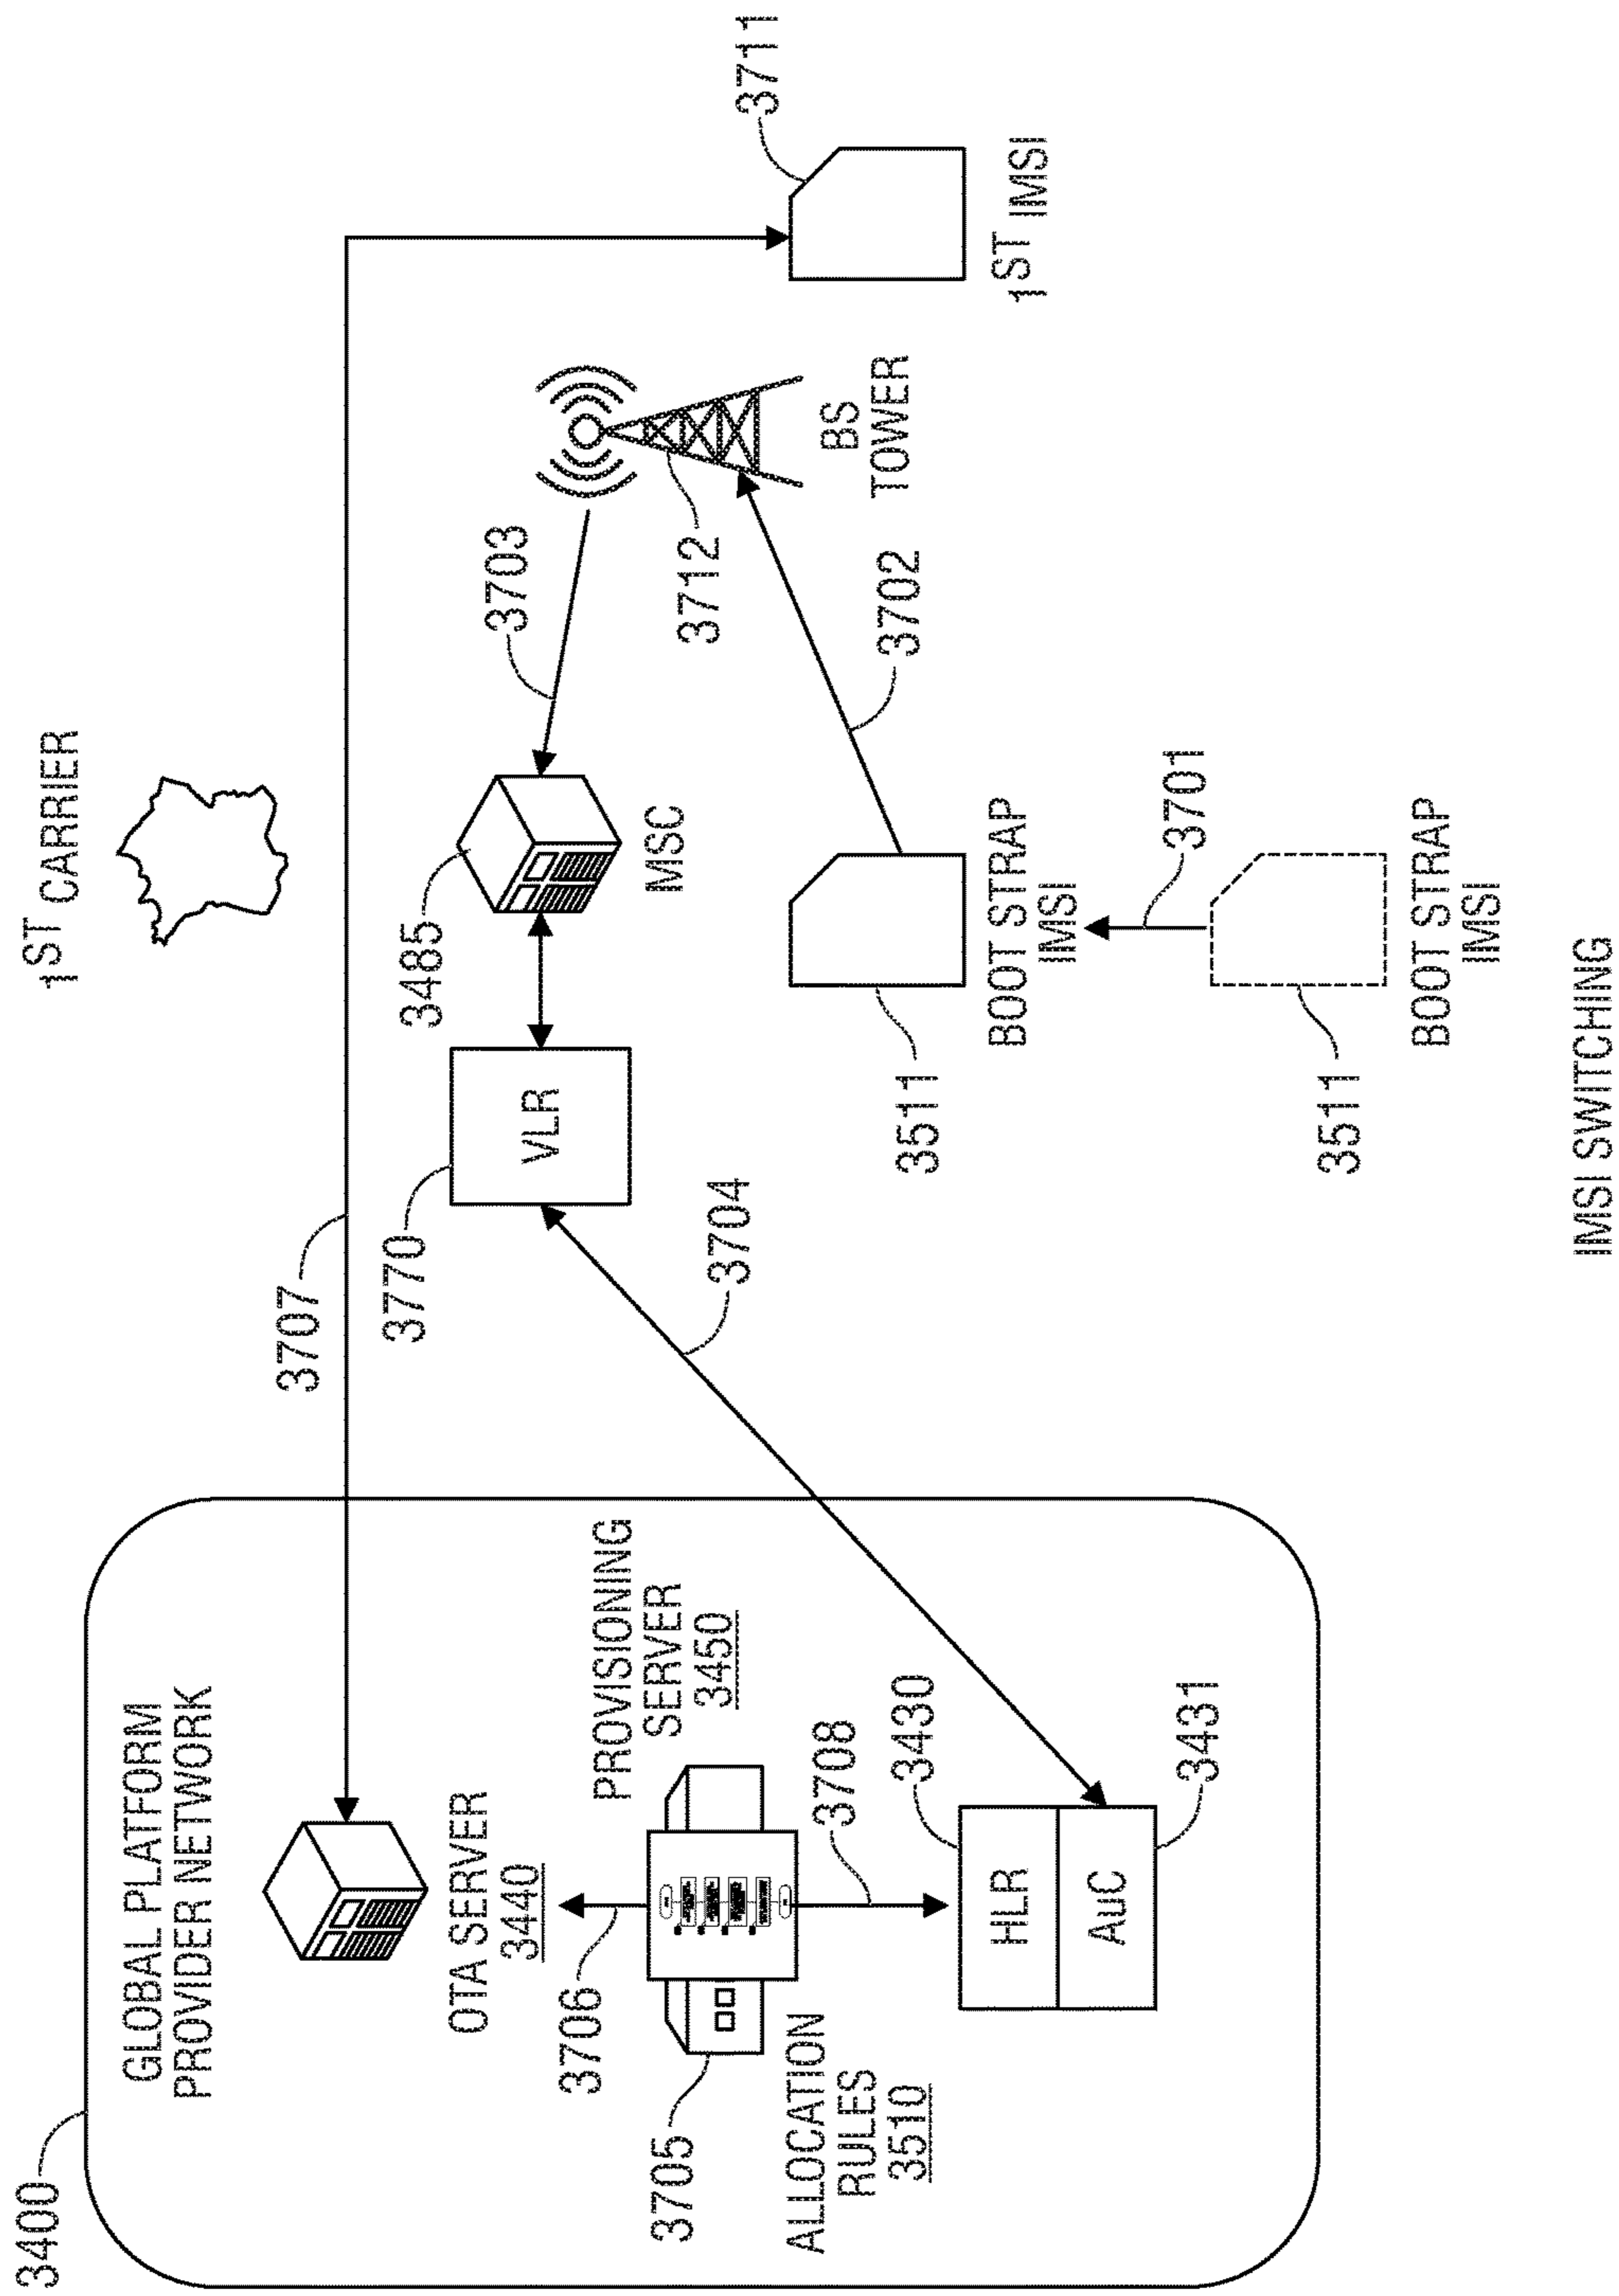 3400
GLOBAL PLATFORM
PROVIDER NETWORK
OTA SERVER
3440
3706
PROVISIONING
SERVER
3450
3705
ALLOCATION
RULES
3510
3708
HLR
3430
AuC
3431
3707
3704
1ST CARRIER
3770
VLR
3485
MSC
3703
3712
BS
TOWER
3702
3511
BOOT STRAP
IMSI
3701
3511
BOOT STRAP
IMSI
3711
1ST IMSI
IMSI SWITCHING